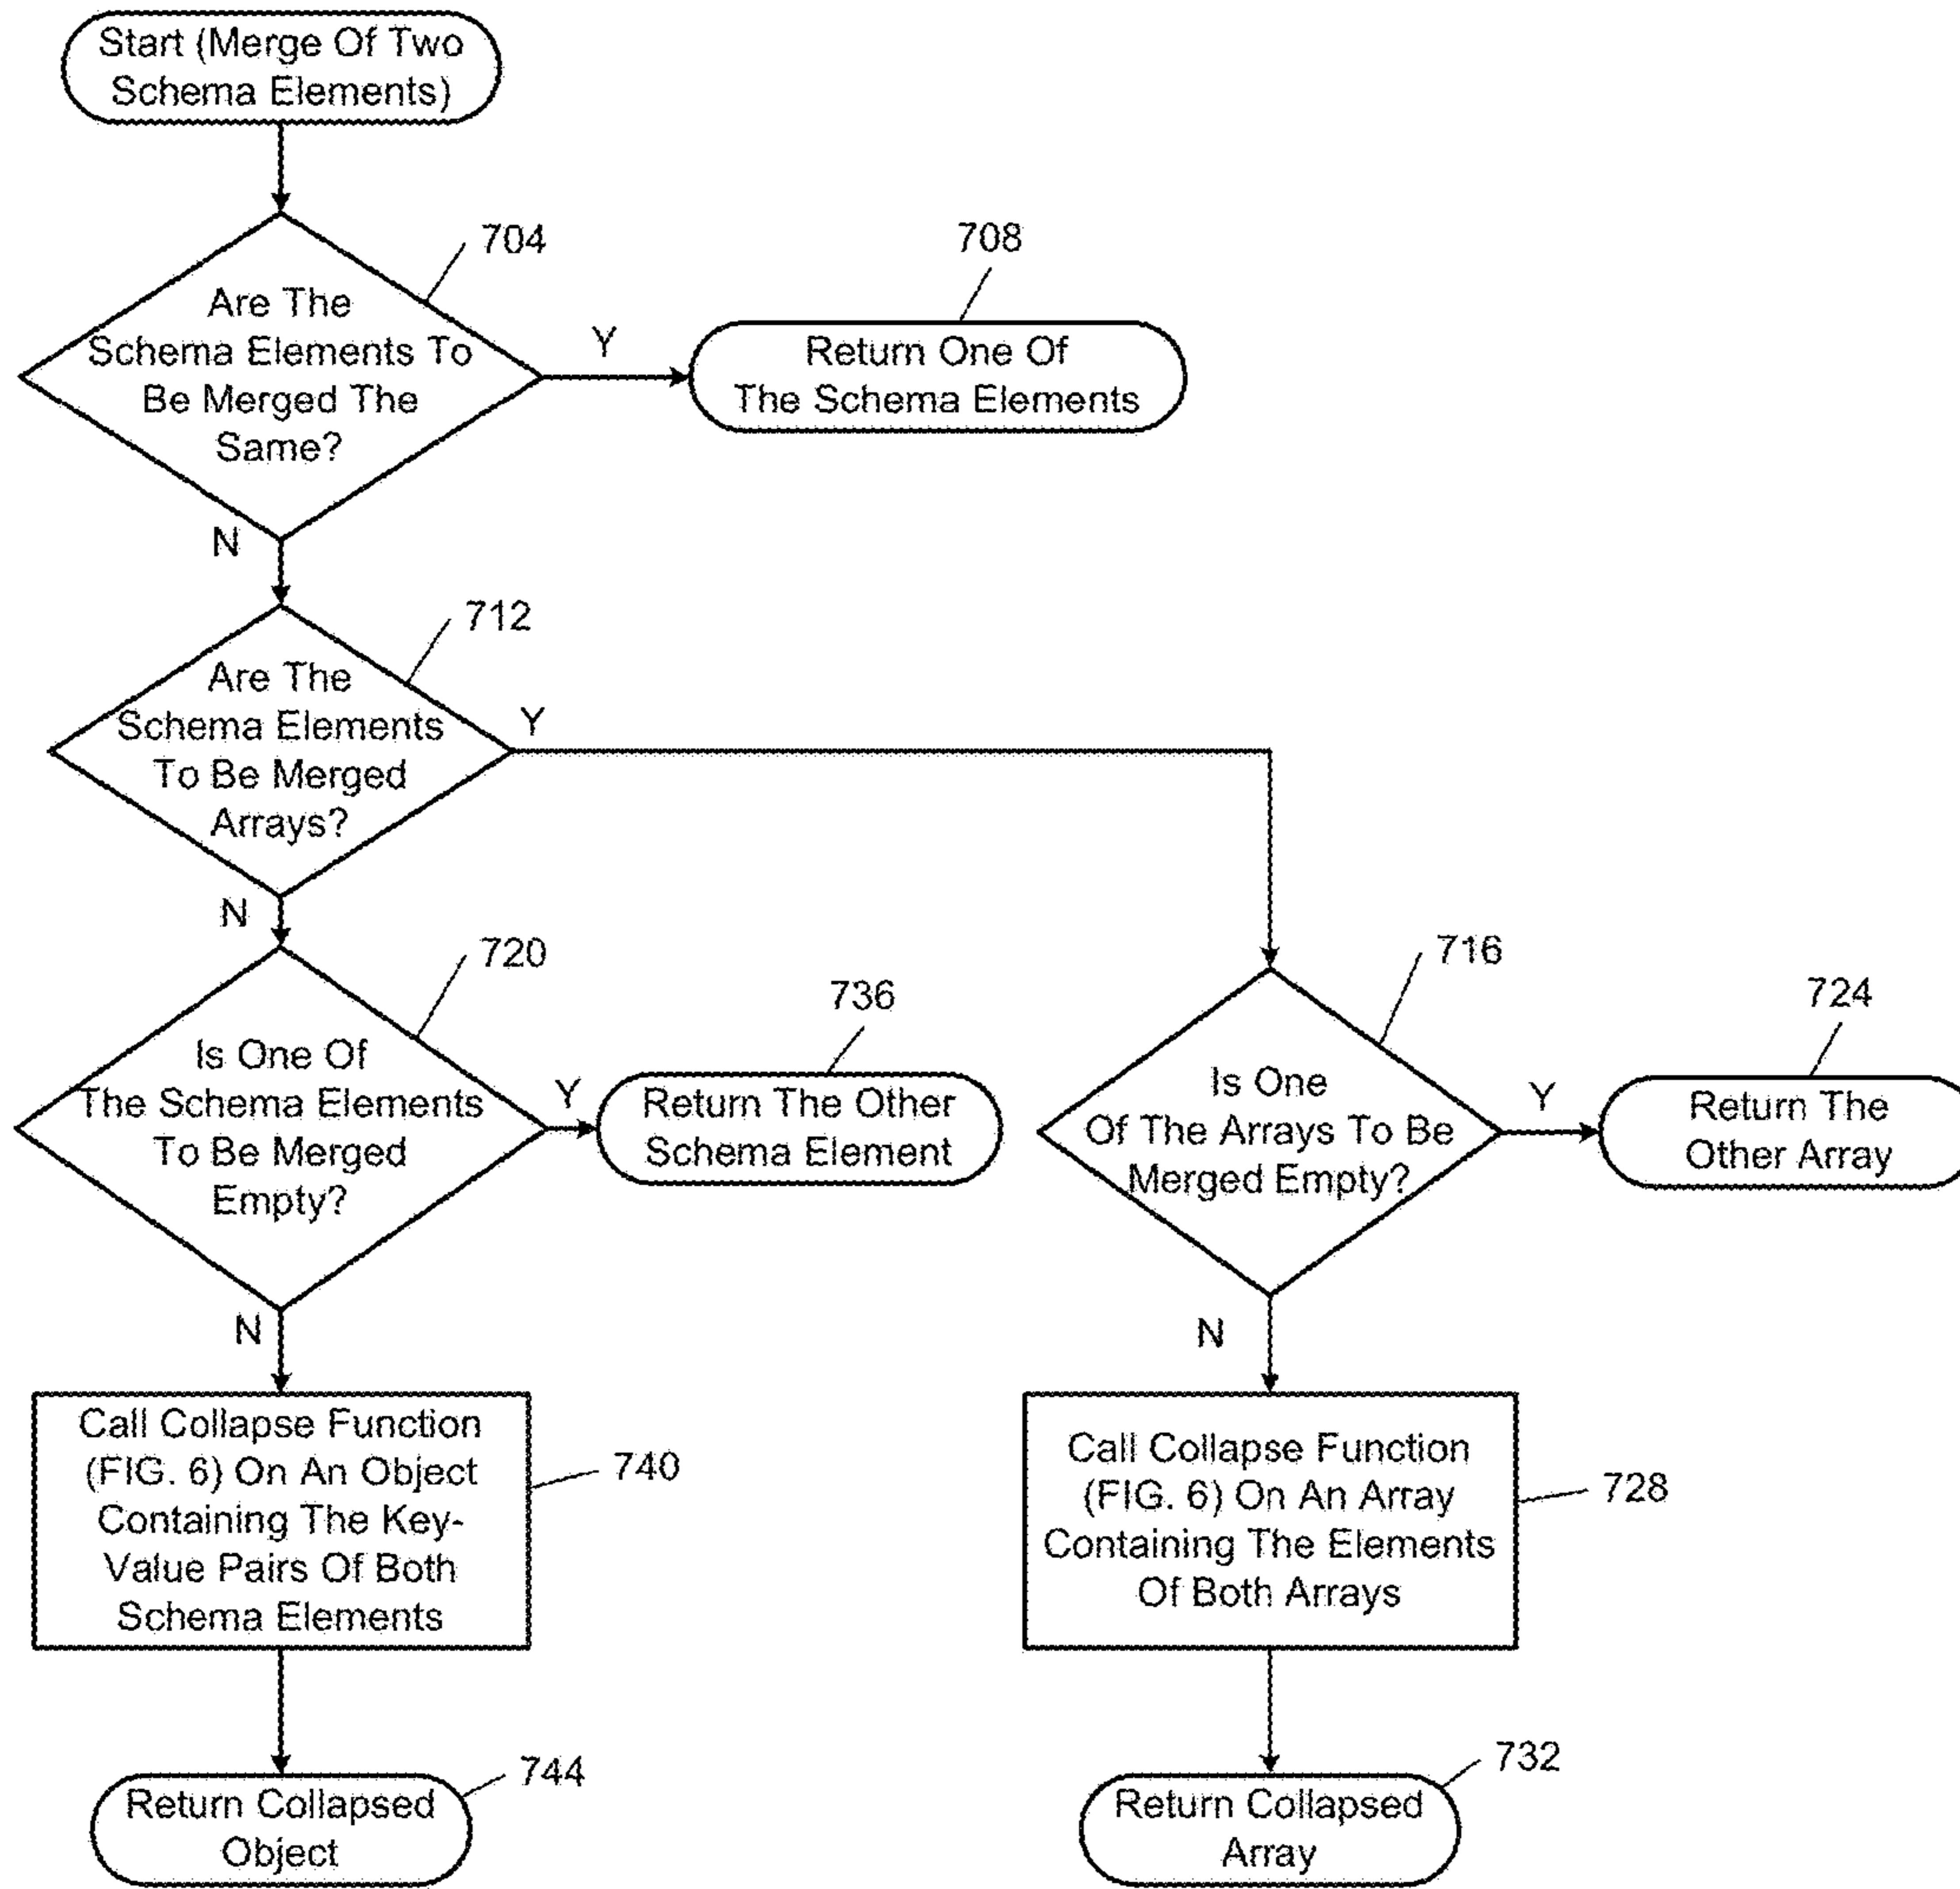 Start (Merge Of Two
Schema Elements)
704
Are The
Schema Elements To
Be Merged The
Same?
Y
708
Return One Of
The Schema Elements
N
712
Are The
Schema Elements
To Be Merged
Arrays?
Y
N
720
Is One Of
The Schema Elements
To Be Merged
Empty?
Y
736
Return The Other
Schema Element
716
Is One
Of The Arrays To Be
Merged Empty?
Y
724
Return The
Other Array
N
Call Collapse Function
(FIG. 6) On An Object
Containing The Key-
Value Pairs Of Both
Schema Elements
740
N
Call Collapse Function
(FIG. 6) On An Array
Containing The Elements
Of Both Arrays
728
744
Return Collapsed
Object
732
Return Collapsed
Array